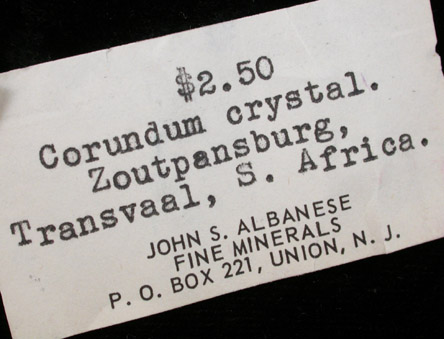 $2.50
Corundum crystal.
Zoutpansburg,
Transvaal, S. Africa.
JOHN S. ALBANESE
FINE MINERALS
P. O. BOX 221, UNION, N. J.